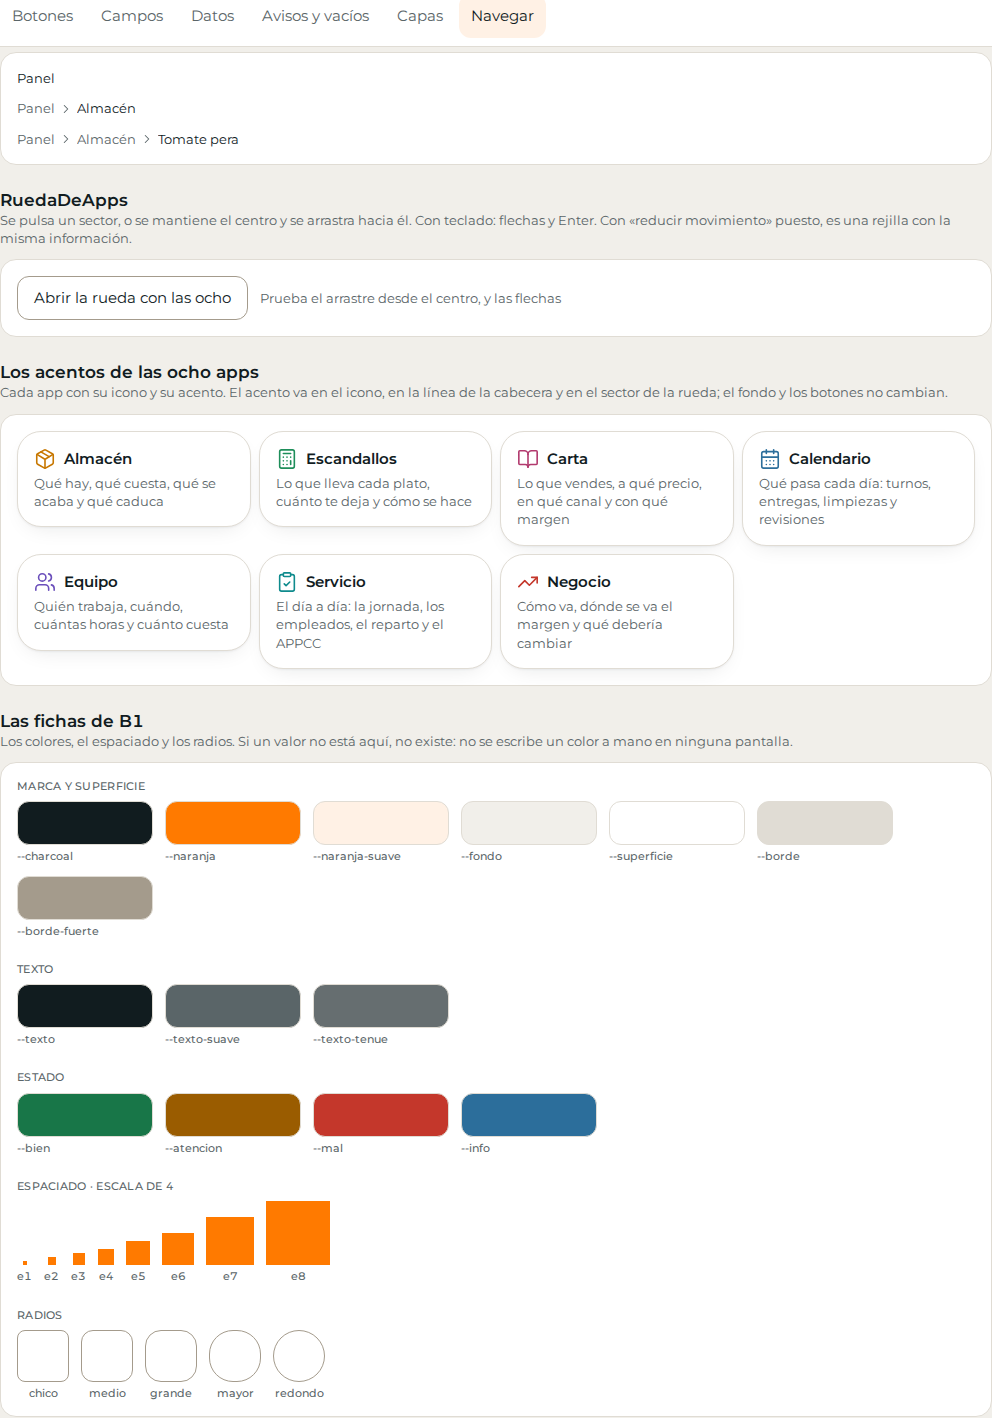 Botones Campos Datos Avisos y vacíos Capas Navegar
Panel
Panel > Almacén
Panel > Almacén > Tomate pera
RuedaDeApps
Se pulsa un sector, o se mantiene el centro y se arrastra hacia él. Con teclado: flechas y Enter. Con «reducir movimiento» puesto, es una rejilla con la
misma información.
Abrir la rueda con las ocho
Prueba el arrastre desde el centro, y las flechas
Los acentos de las ocho apps
Cada app con su icono y su acento. El acento va en el icono, en la línea de la cabecera y en el sector de la rueda; el fondo y los botones no cambian.
Almacén
Qué hay, qué cuesta, qué se
acaba y qué caduca
Escandallos
Lo que lleva cada plato,
cuánto te deja y cómo se hace
Carta
Lo que vendes, a qué precio,
en qué canal y con qué
margen
Calendario
Qué pasa cada día: turnos,
entregas, limpiezas y
revisiones
Equipo
Quién trabaja, cuándo,
cuántas horas y cuánto cuesta
Servicio
El día a día: la jornada, los
empleados, el reparto y el
APPCC
Negocio
Cómo va, dónde se va el
margen y qué debería
cambiar
Las fichas de B1
Los colores, el espaciado y los radios. Si un valor no está aquí, no existe: no se escribe un color a mano en ninguna pantalla.
MARCA Y SUPERFICIE
--charcoal --naranja --naranja-suave --fondo --superficie --borde
--borde-fuerte
TEXTO
--texto --texto-suave --texto-tenue
ESTADO
--bien --atencion --mal --info
ESPACIADO · ESCALA DE 4
e1 e2 e3 e4 e5 e6 e7 e8
RADIOS
chico medio grande mayor redondo